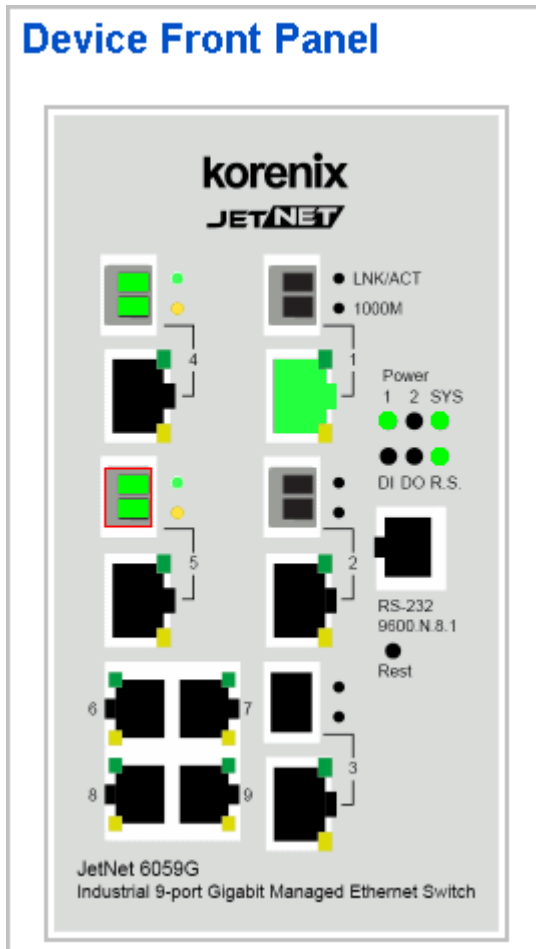 Device Front Panel
korenix
JETNET
LNK/ACT
1000M
4
1
Power
1 2 SYS
DI DO R.S.
5
2
RS-232
9600.N.8.1
Rest
6
7
8
9
3
JetNet 6059G
Industrial 9-port Gigabit Managed Ethernet Switch